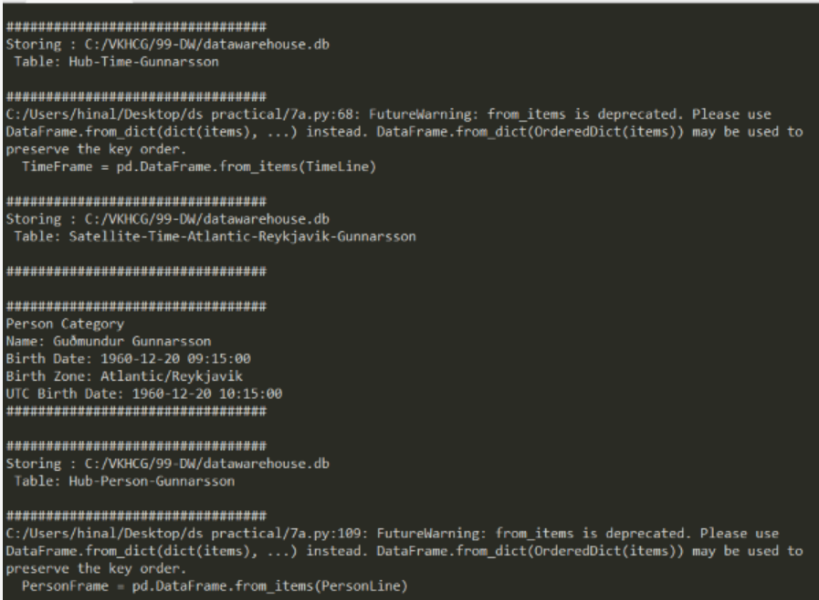 ################################
Storing : C:/VKHCG/99-DW/datawarehouse.db
 Table: Hub-Time-Gunnarsson
################################
C:/Users/hinal/Desktop/ds practical/7a.py:68: FutureWarning: from_items is deprecated. Please use
DataFrame.from_dict(dict(items), ...) instead. DataFrame.from_dict(OrderedDict(items)) may be used to
preserve the key order.
  TimeFrame = pd.DataFrame.from_items(TimeLine)
################################
Storing : C:/VKHCG/99-DW/datawarehouse.db
 Table: Satellite-Time-Atlantic-Reykjavik-Gunnarsson
################################
################################
Person Category
Name: Guðmundur Gunnarsson
Birth Date: 1960-12-20 09:15:00
Birth Zone: Atlantic/Reykjavik
UTC Birth Date: 1960-12-20 10:15:00
################################
################################
Storing : C:/VKHCG/99-DW/datawarehouse.db
 Table: Hub-Person-Gunnarsson
################################
C:/Users/hinal/Desktop/ds practical/7a.py:109: FutureWarning: from_items is deprecated. Please use
DataFrame.from_dict(dict(items), ...) instead. DataFrame.from_dict(OrderedDict(items)) may be used to
preserve the key order.
  PersonFrame = pd.DataFrame.from_items(PersonLine)